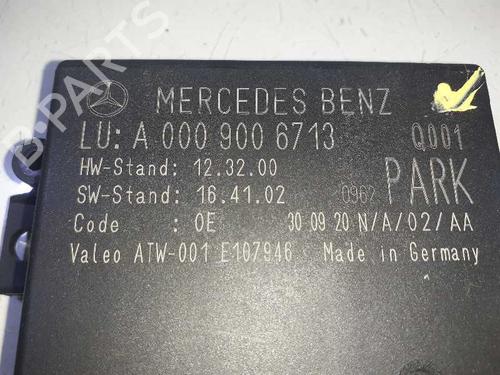 MERCEDES BENZ
LU: A 000 900 6713 Q001
HW-Stand: 12.32.00
SW-Stand: 16.41.02 0962 PARK
Code : 0E 30 09 20 N/A/02/AA
Valeo ATW-001 E107946 Made in Germany
B-PARTS